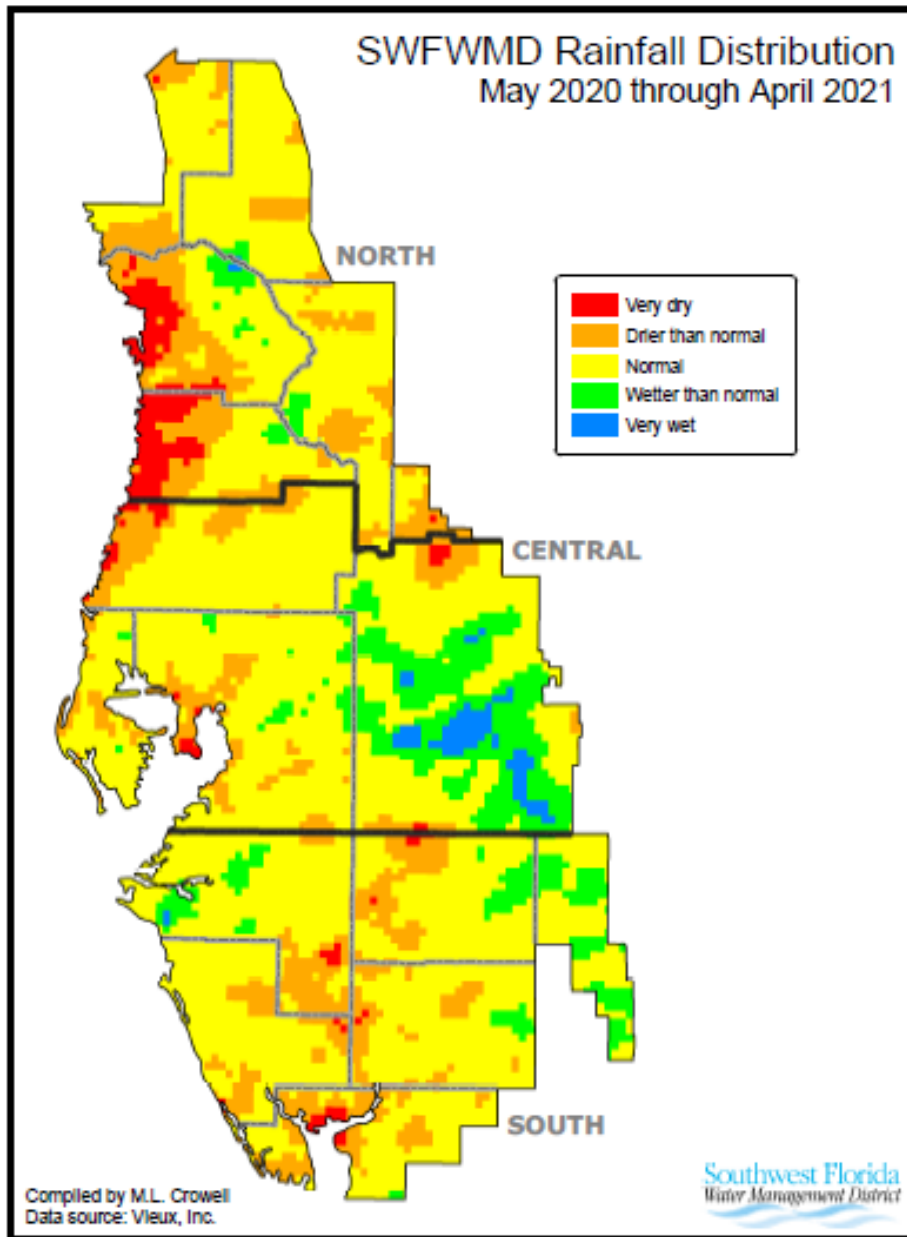 SWFWMD Rainfall Distribution
May 2020 through April 2021
NORTH
Very dry
Drier than normal
Normal
Wetter than normal
Very wet
CENTRAL
SOUTH
Compiled by M.L. Crowell
Data source: Vieux, Inc.
Southwest Florida
Water Management District